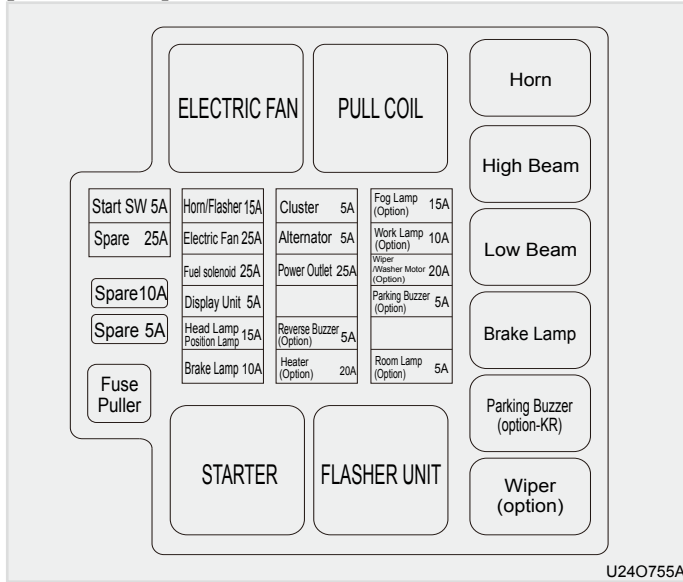 ELECTRIC FAN
PULL COIL
Horn
High Beam
Low Beam
Brake Lamp
Parking Buzzer
(option-KR)
Wiper
(option)
Start SW 5A
Spare 25A
Spare10A
Spare 5A
Fuse
Puller
Horn/Flasher 15A
Electric Fan 25A
Fuel solenoid 25A
Display Unit 5A
Head Lamp
Position Lamp 15A
Brake Lamp 10A
Cluster 5A
Alternator 5A
Power Outlet 25A
Reverse Buzzer
(Option) 5A
Heater
(Option) 20A
Fog Lamp
(Option) 15A
Work Lamp
(Option) 10A
Wiper
/Washer Motor 20A
(Option)
Parking Buzzer
(Option) 5A
Room Lamp
(Option) 5A
STARTER
FLASHER UNIT
U24O755A